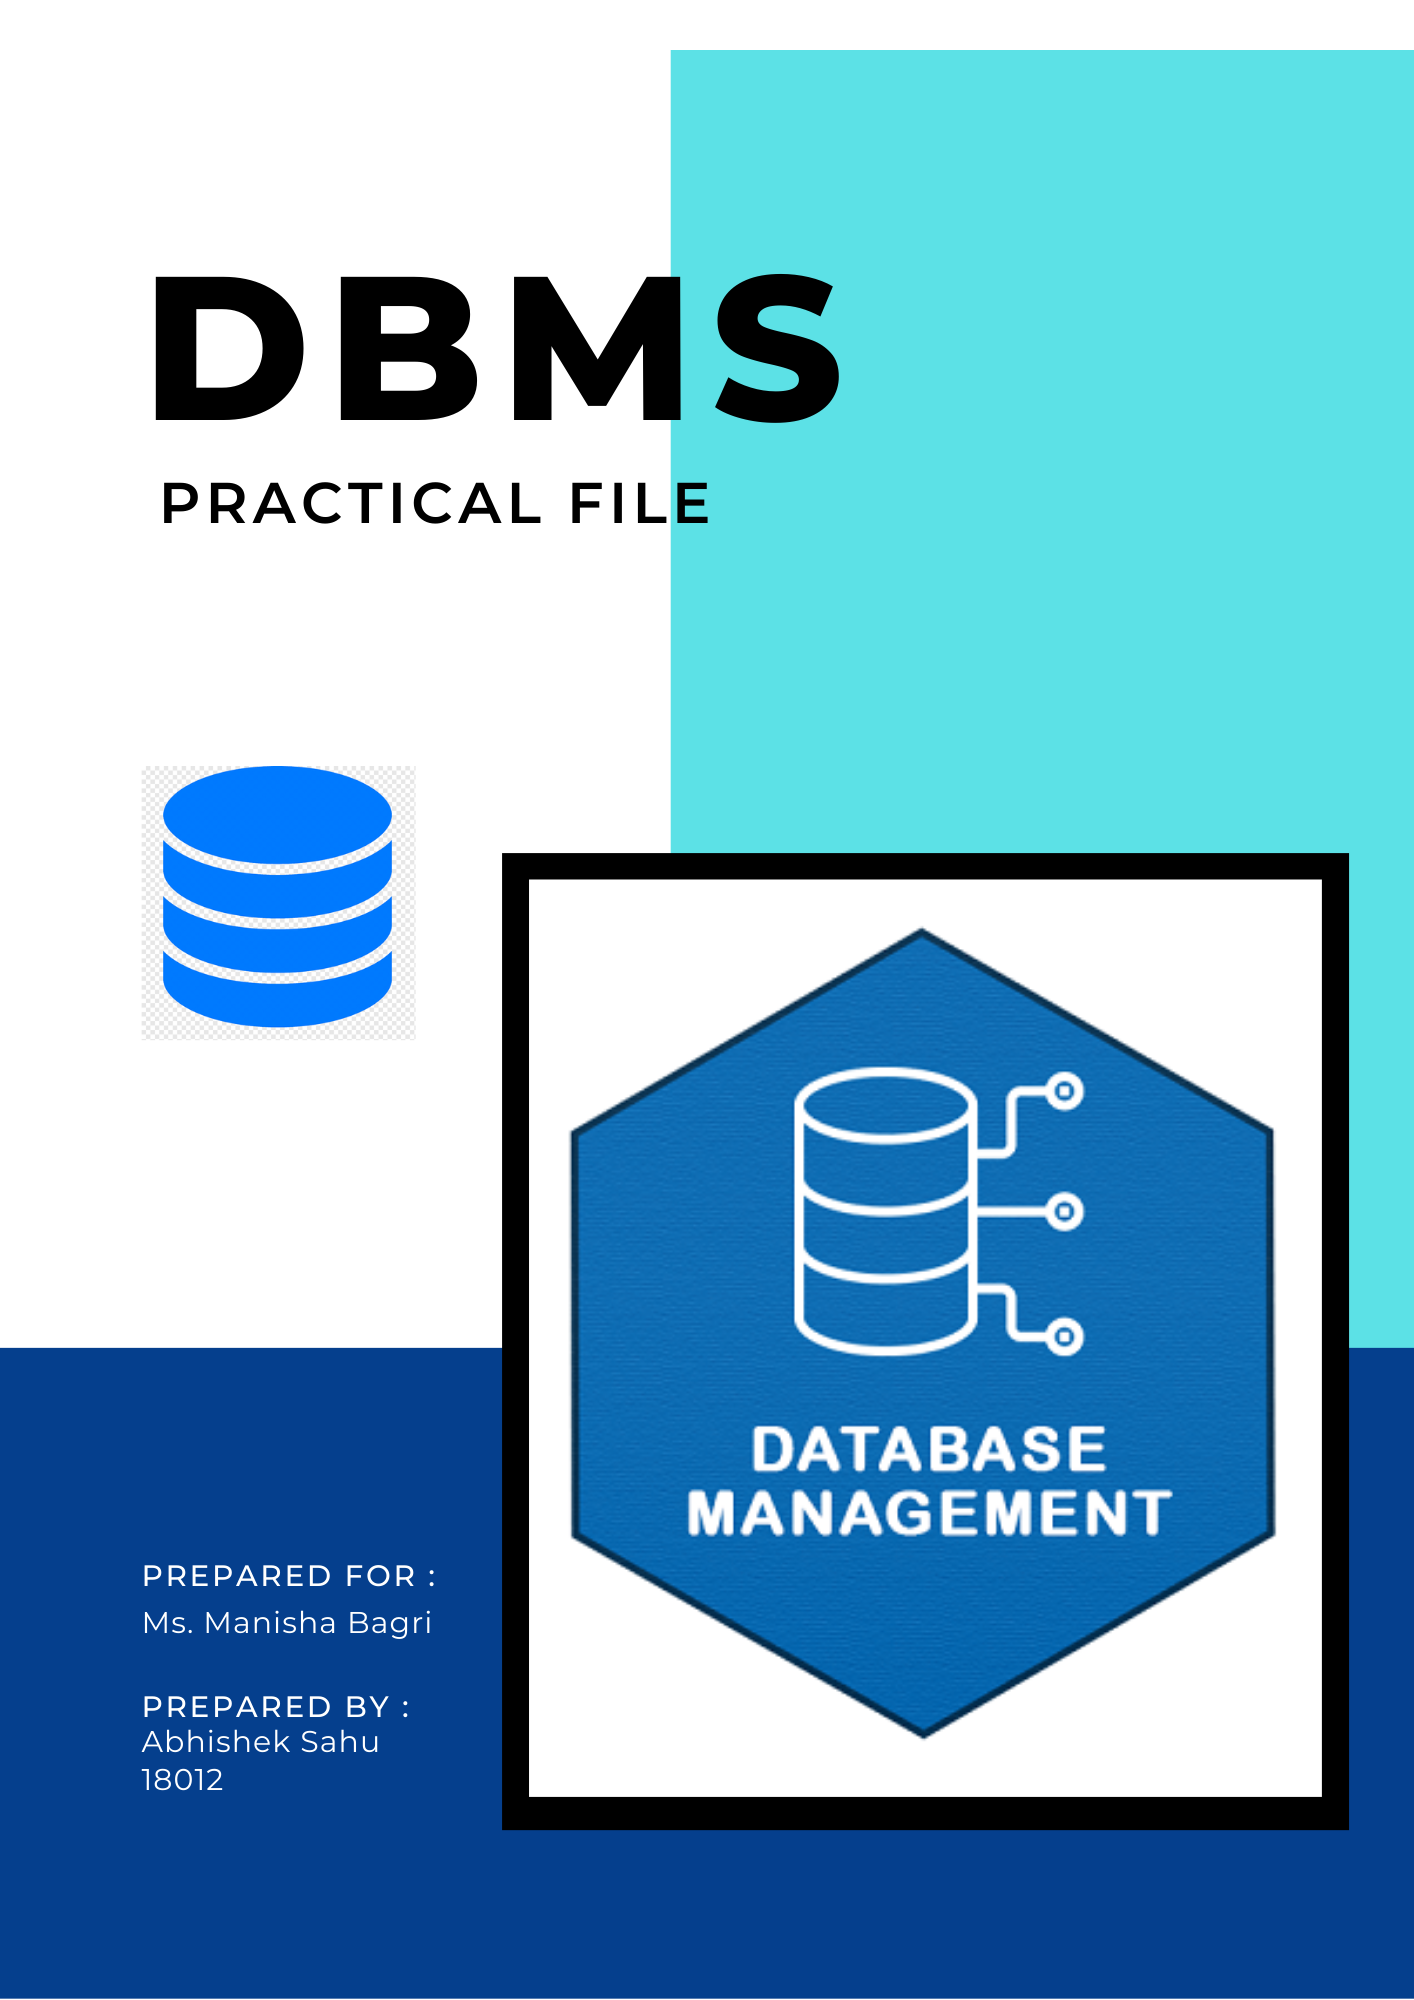 DBMS
PRACTICAL FILE
DATABASE
MANAGEMENT
PREPARED FOR :
Ms. Manisha Bagri
PREPARED BY :
Abhishek Sahu
18012